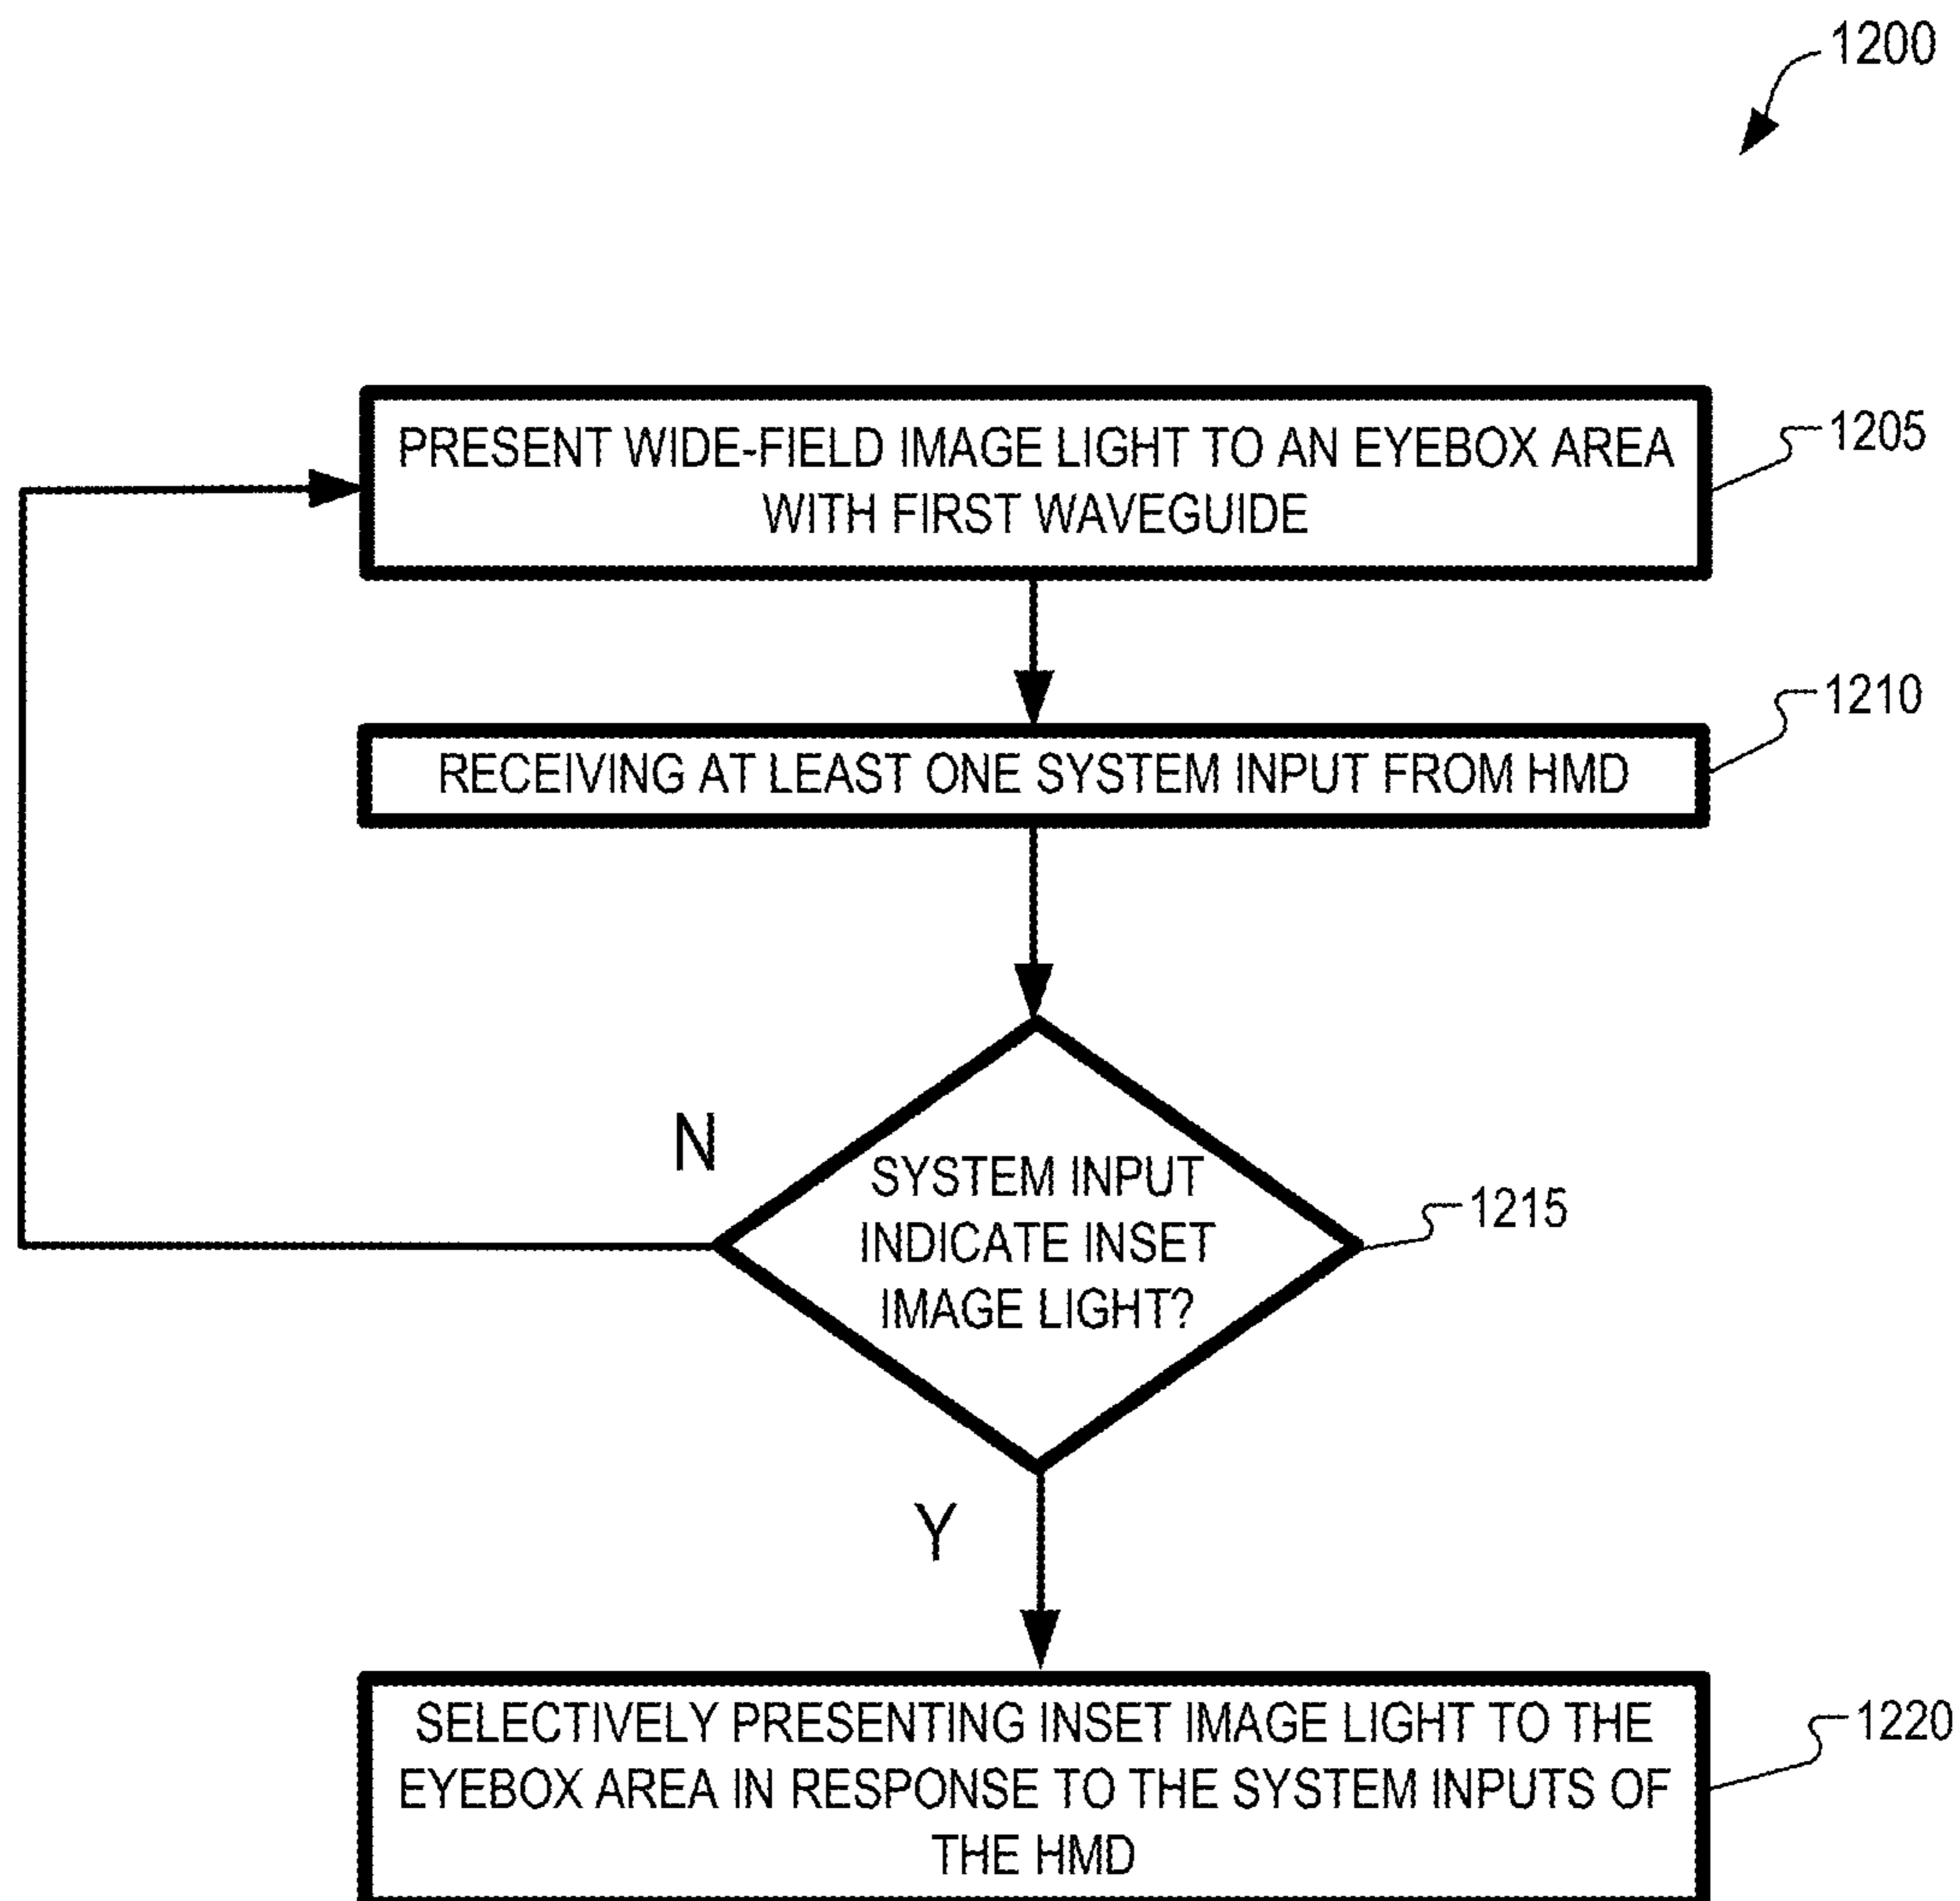 1200
PRESENT WIDE-FIELD IMAGE LIGHT TO AN EYEBOX AREA
WITH FIRST WAVEGUIDE
1205
RECEIVING AT LEAST ONE SYSTEM INPUT FROM HMD
1210
N
SYSTEM INPUT
INDICATE INSET
IMAGE LIGHT?
1215
Y
SELECTIVELY PRESENTING INSET IMAGE LIGHT TO THE
EYEBOX AREA IN RESPONSE TO THE SYSTEM INPUTS OF
THE HMD
1220